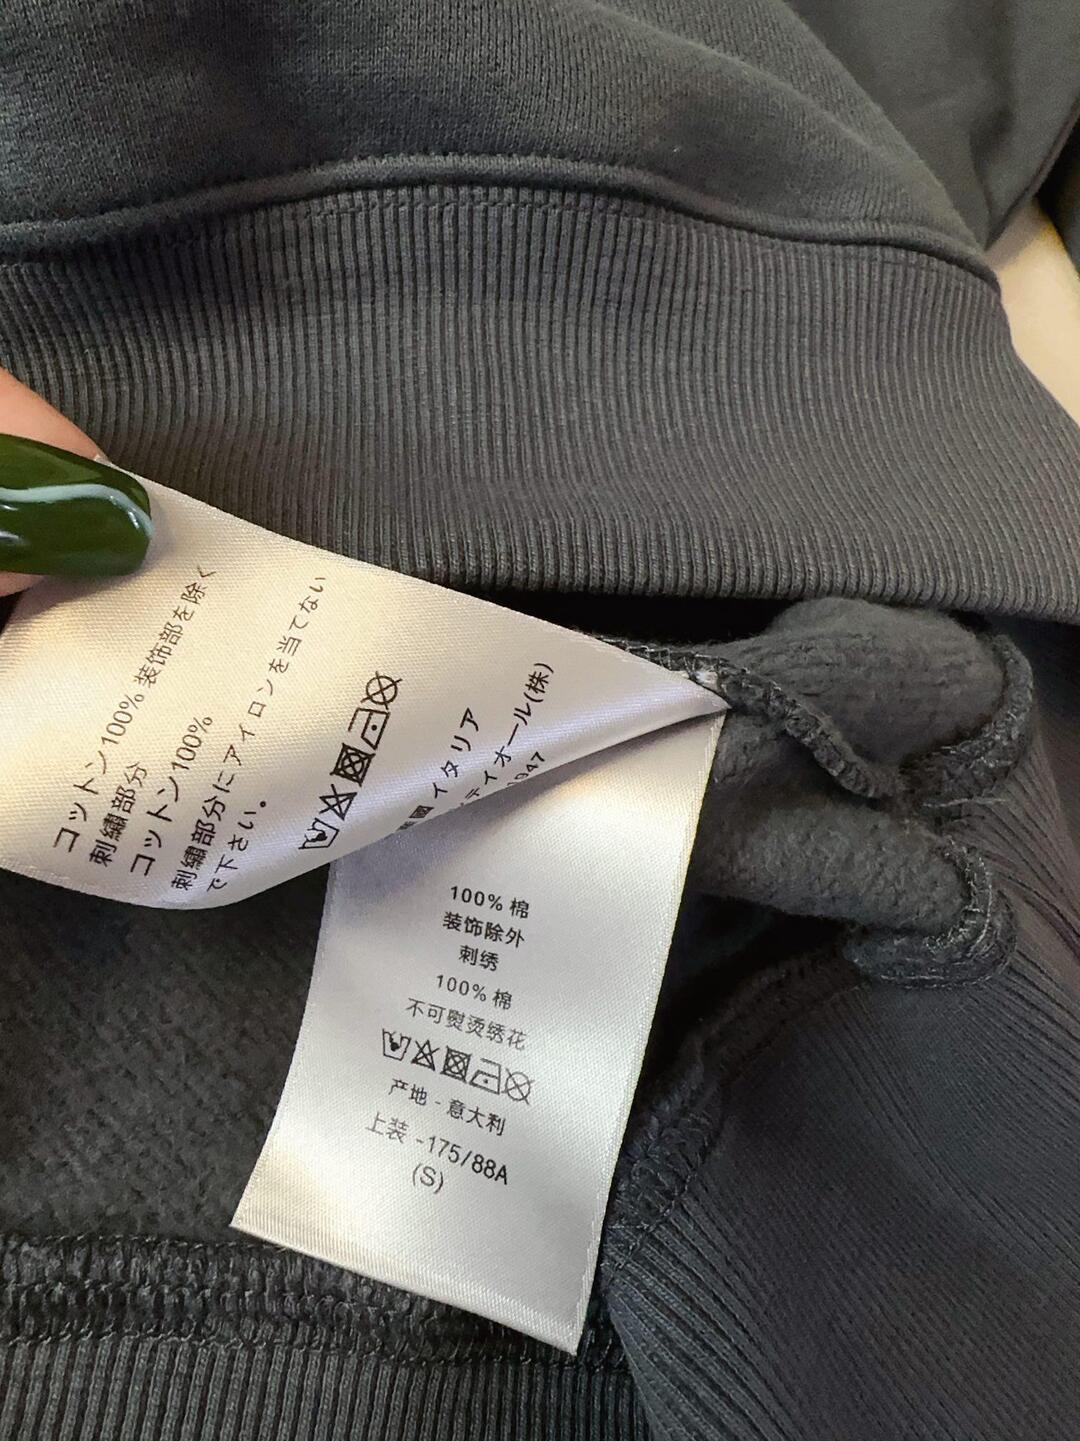 コットン100% 装飾部を除く
刺繍部分
コットン100%
刺繍部分にアイロンを当てない
で下さい。
イタリア
ディオール(株)
1947
100% 棉
装饰除外
刺绣
100% 棉
不可熨烫绣花
产地 - 意大利
上装 -175/88A
(S)